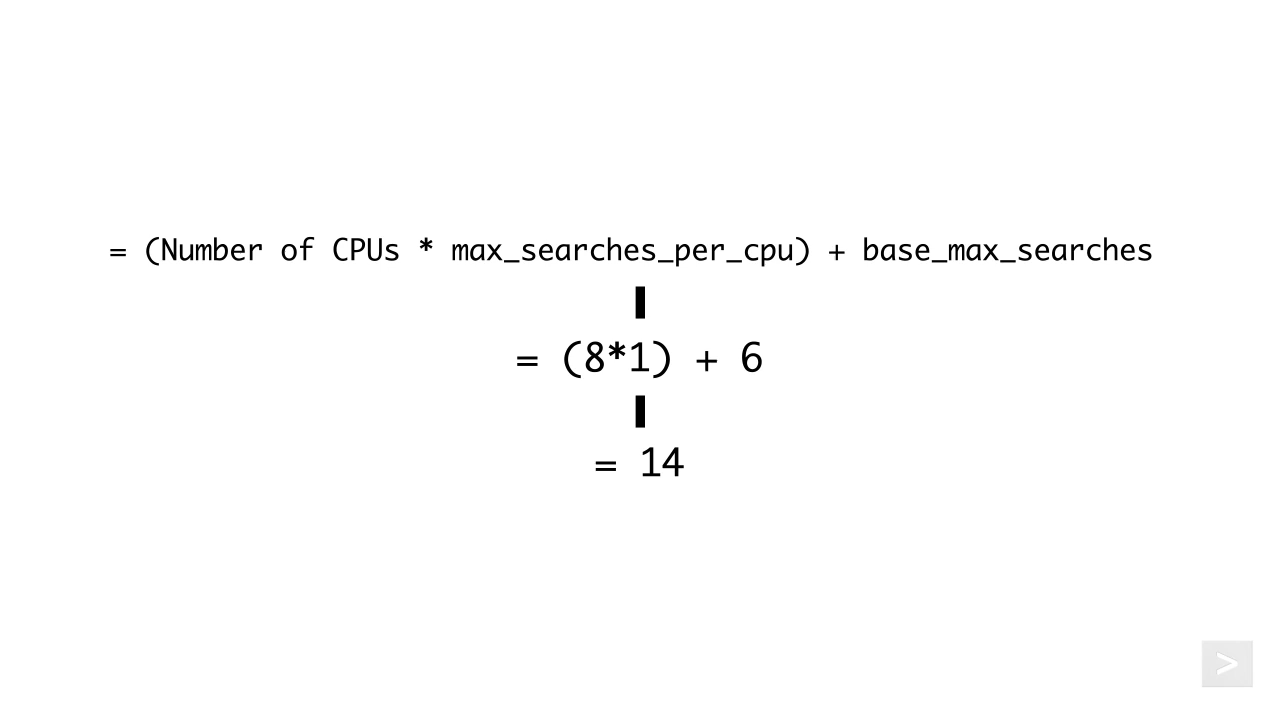 = (Number of CPUs * max_searches_per_cpu) + base_max_searches
= (8*1) + 6
= 14
>